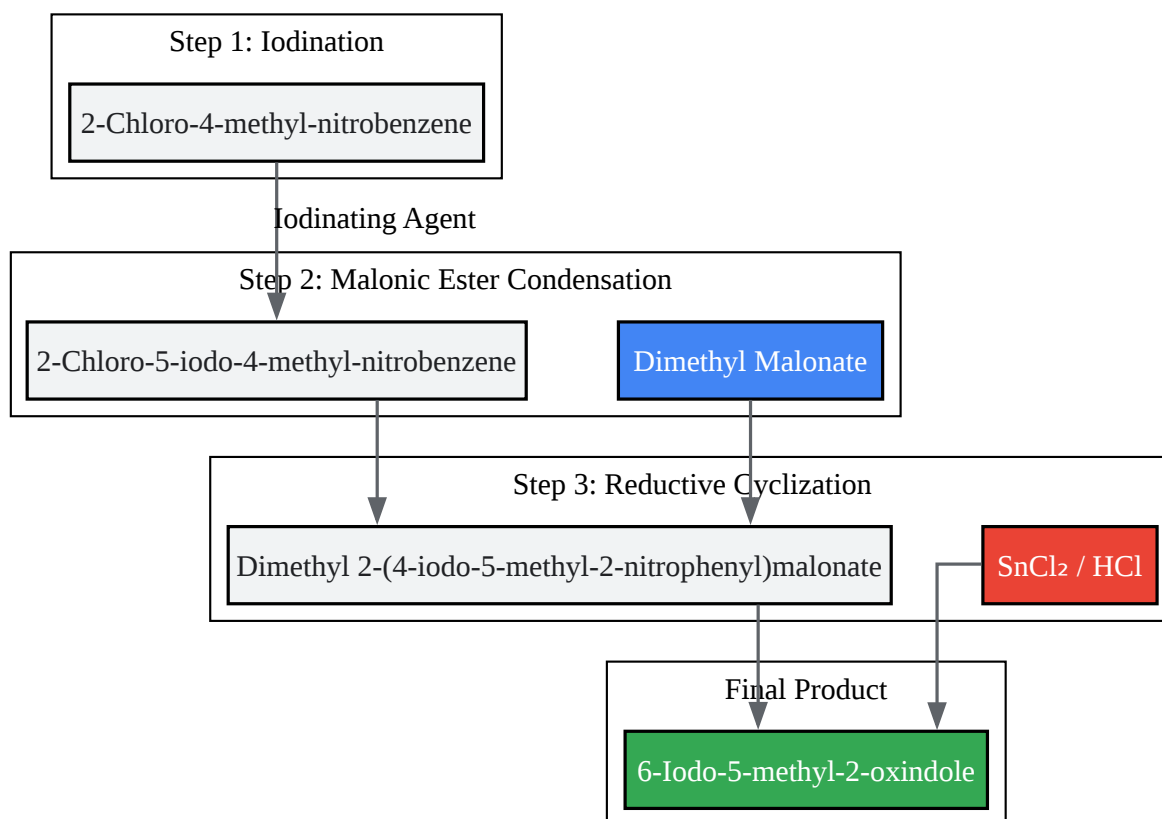 Step 1: Iodination
2-Chloro-4-methyl-nitrobenzene
Iodinating Agent
Step 2: Malonic Ester Condensation
2-Chloro-5-iodo-4-methyl-nitrobenzene
Dimethyl Malonate
Step 3: Reductive Cyclization
Dimethyl 2-(4-iodo-5-methyl-2-nitrophenyl)malonate
SnCl₂ / HCl
Final Product
6-Iodo-5-methyl-2-oxindole